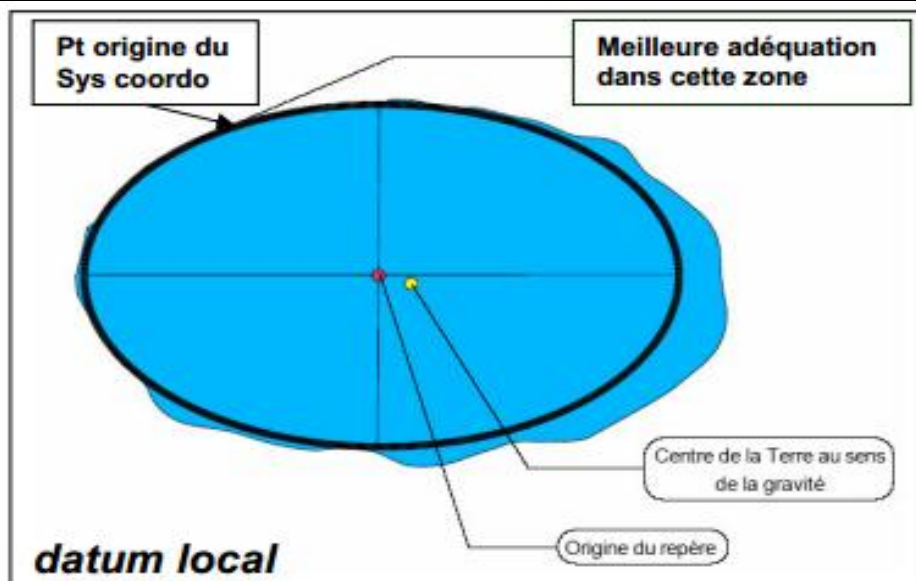 Pt origine du
Sys coordo
Meilleure adéquation
dans cette zone
Centre de la Terre au sens
de la gravité
Origine du repère
datum local